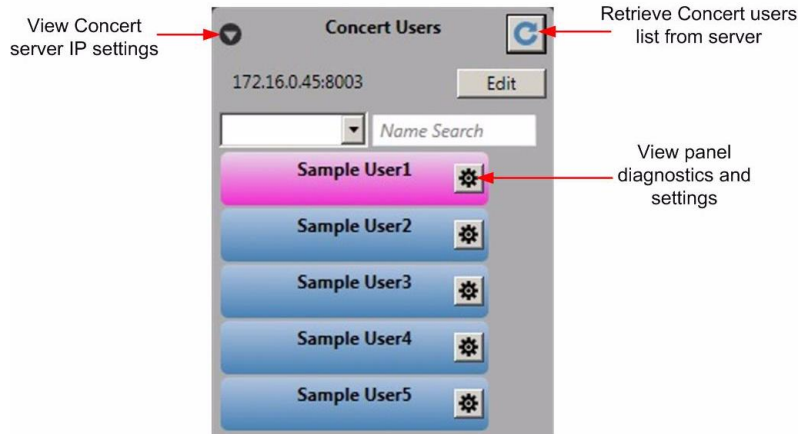 View Concert
server IP settings
Concert Users
Retrieve Concert users
list from server
172.16.0.45:8003
Edit
Name Search
Sample User1
View panel
diagnostics and
settings
Sample User2
Sample User3
Sample User4
Sample User5